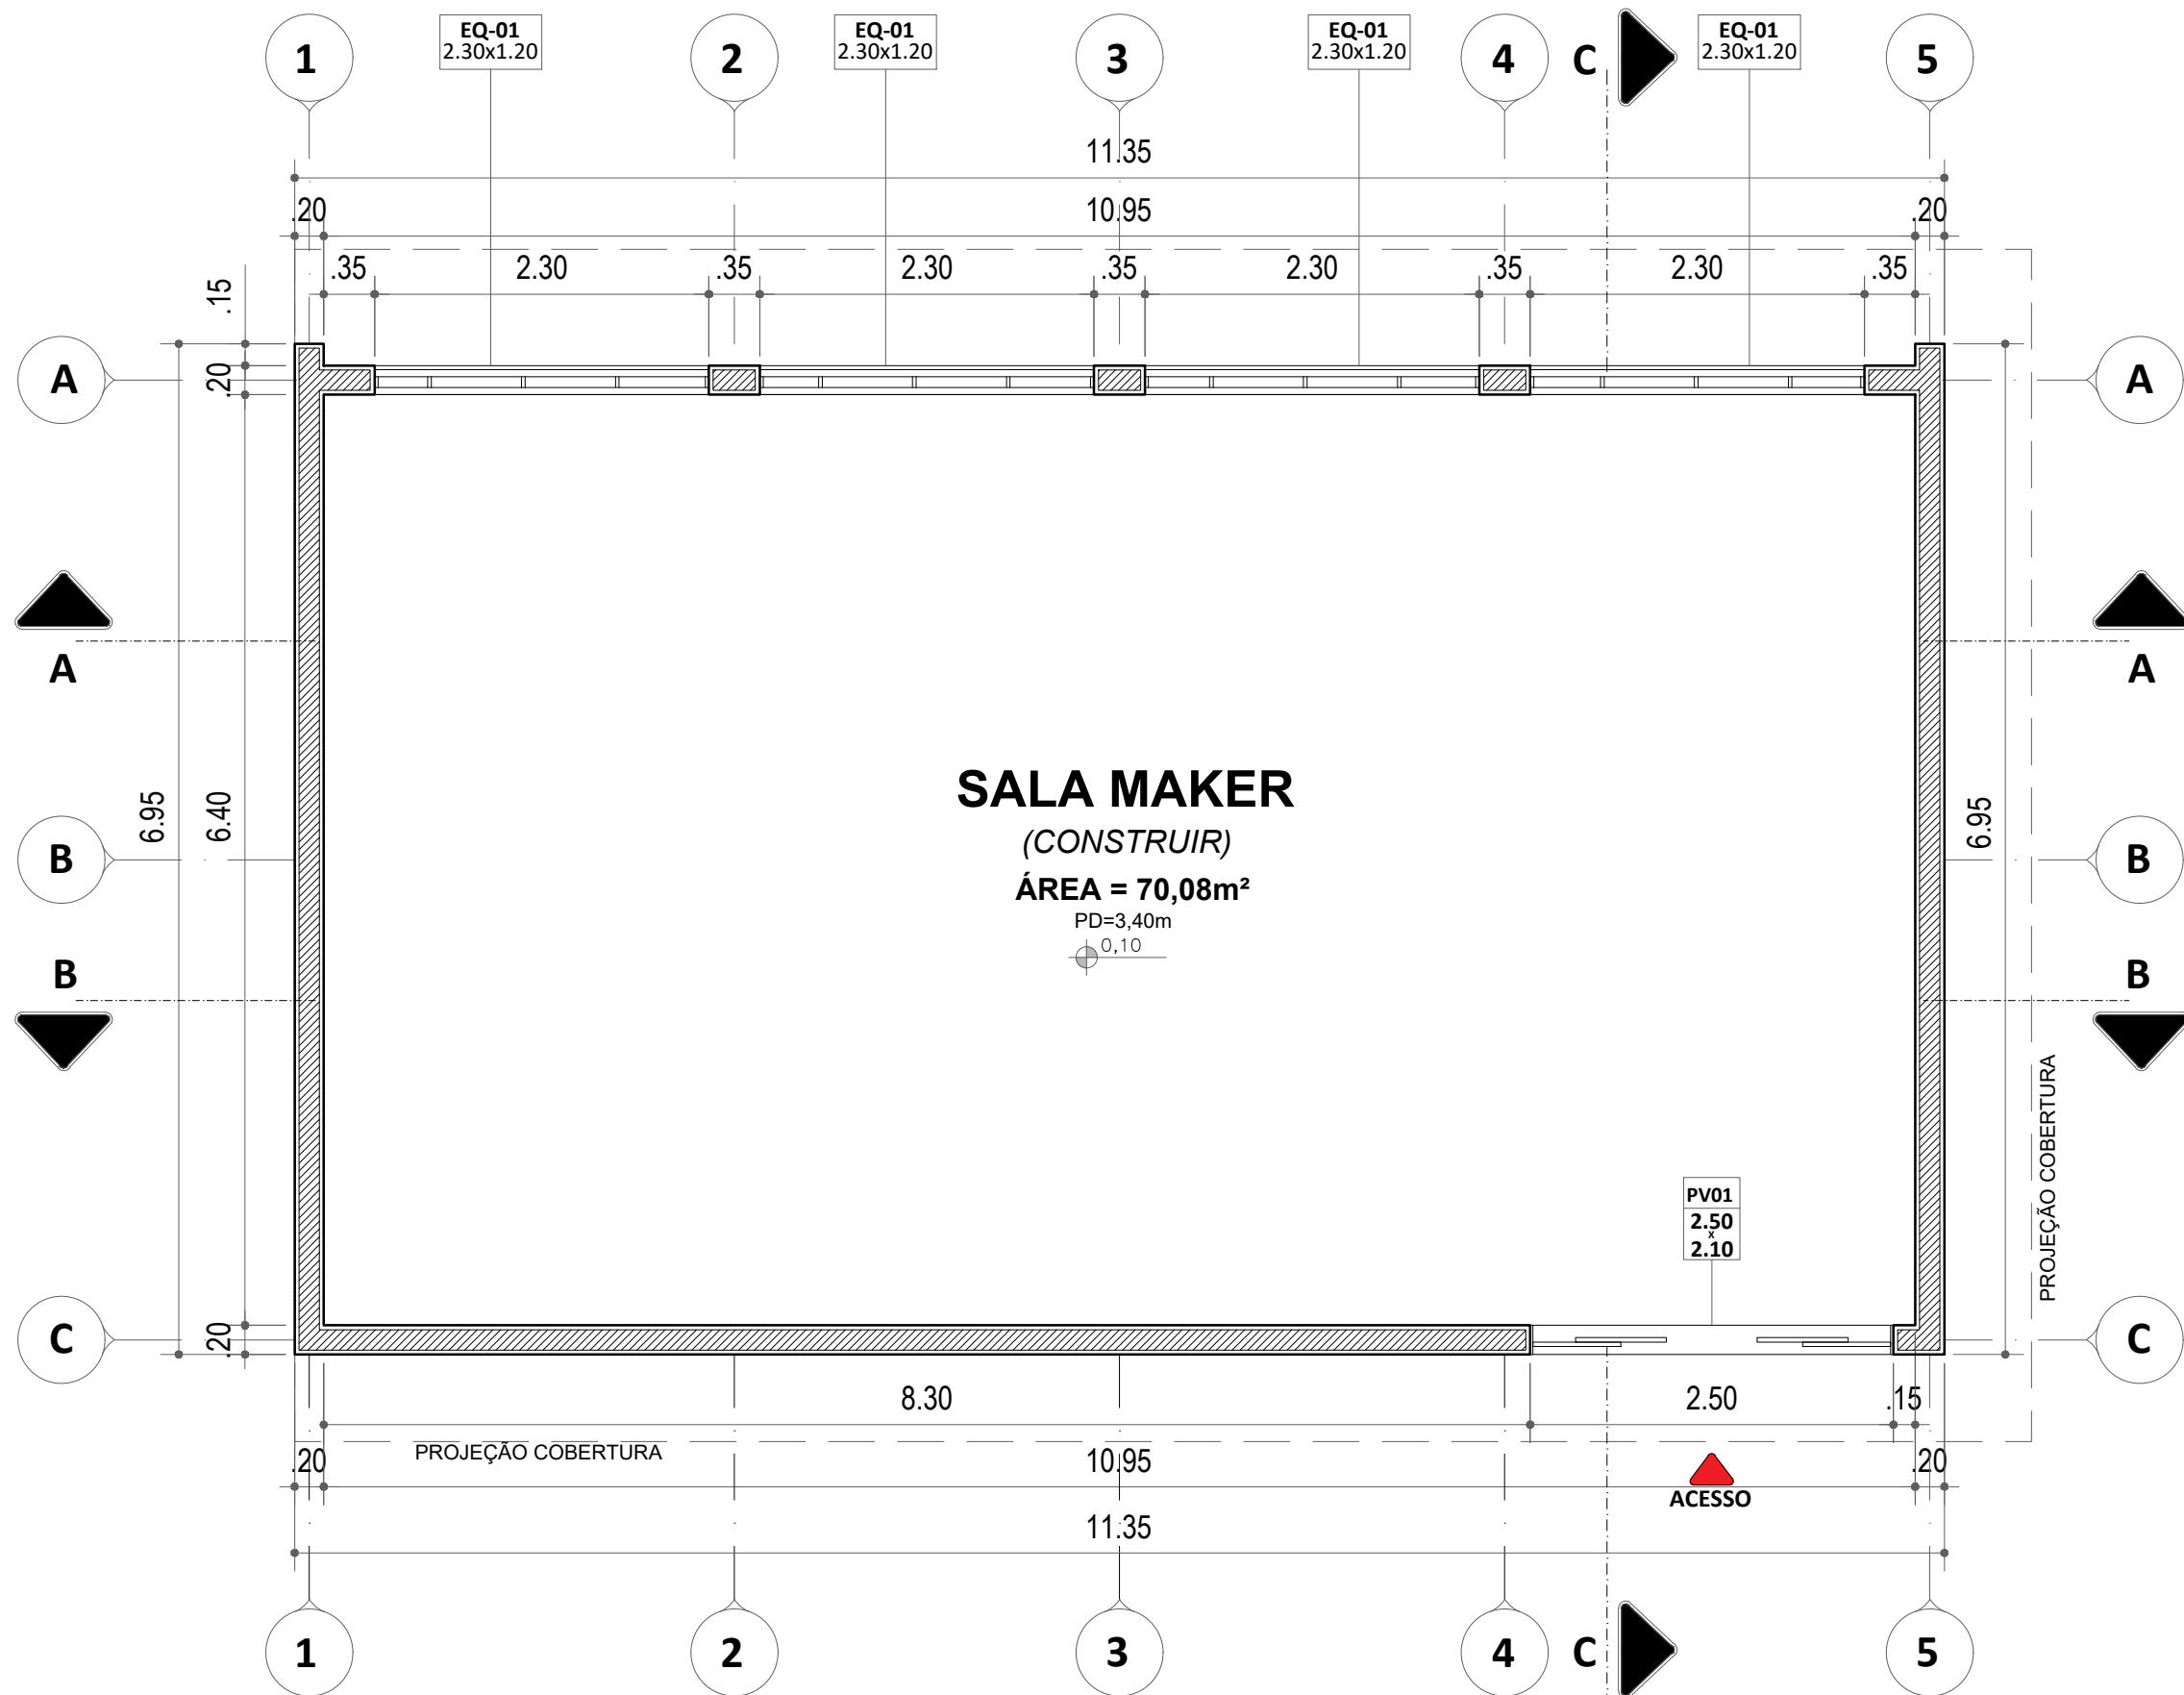 1
EQ-01
2.30x1.20
2
EQ-01
2.30x1.20
3
EQ-01
2.30x1.20
4
C
EQ-01
2.30x1.20
5
11.35
.20
10.95
.20
.35
2.30
.35
2.30
.35
2.30
.35
2.30
.35
.15
A
.20
A
A
A
SALA MAKER
(CONSTRUIR)
ÁREA = 70,08m²
PD=3,40m
0,10
6.95
6.40
6.95
B
B
B
B
PROJEÇÃO COBERTURA
PV01
2.50
x
2.10
C
.20
C
8.30
2.50
.15
PROJEÇÃO COBERTURA
.20
10.95
.20
ACESSO
11.35
1
2
3
4
C
5